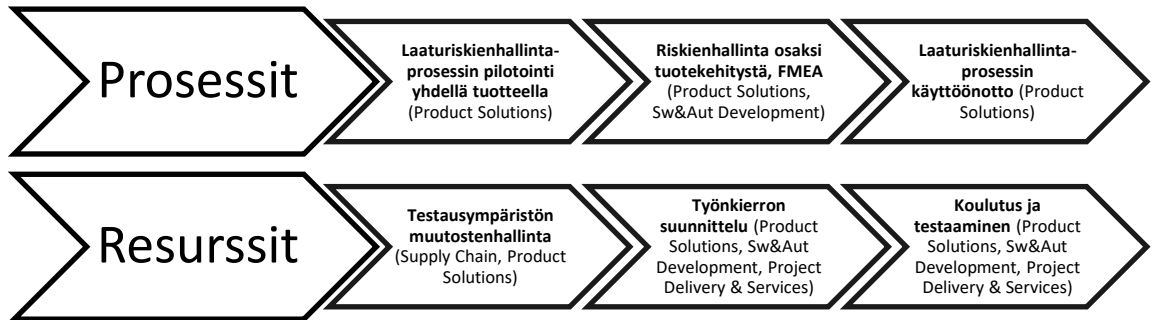 Prosessit
Laaturiskienhallinta-
prosessin pilotointi
yhdellä tuotteella
(Product Solutions)
Riskienhallinta osaksi
tuotekehitystä, FMEA
(Product Solutions,
Sw&Aut Development)
Laaturiskienhallinta-
prosessin
käyttöönotto (Product
Solutions)
Resurssit
Testausympäristön
muutostenhallinta
(Supply Chain, Product
Solutions)
Työnkierron
suunnittelu (Product
Solutions, Sw&Aut
Development, Project
Delivery & Services)
Koulutus ja
testaaminen (Product
Solutions, Sw&Aut
Development, Project
Delivery & Services)